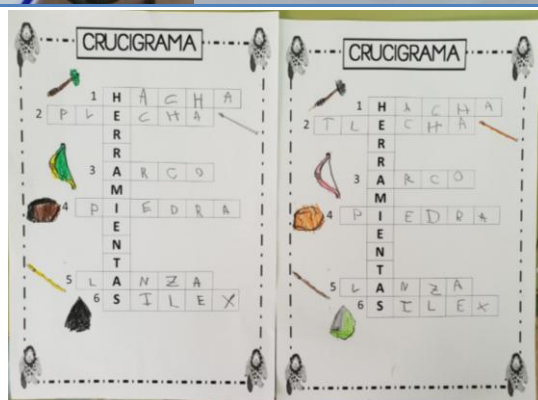 CRUCIGRAMA
1 HACHA
2 PLECHA
R
R
3 ARCO
M
4 PIEDRA
E
N
T
5 LANZA
6 SILEX
CRUCIGRAMA
1 HACHA
2 TLECHA
R
R
3 ARCO
M
4 PIEDRA
E
N
T
5 LANZA
6 SILEX